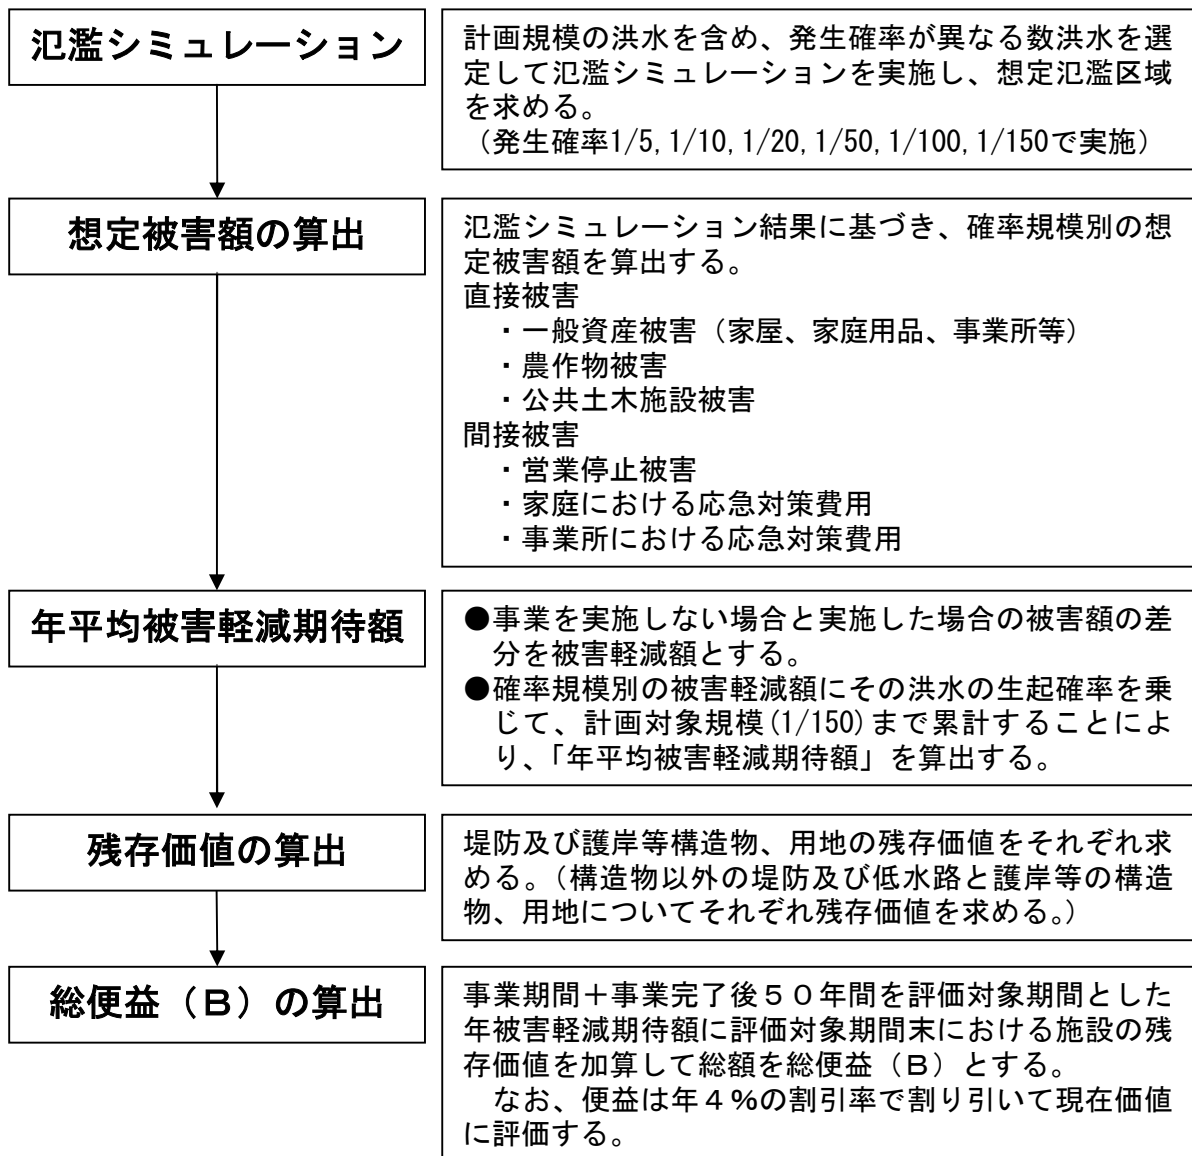 氾濫シミュレーション
計画規模の洪水を含め、発生確率が異なる数洪水を選
定して氾濫シミュレーションを実施し、想定氾濫区域
を求める。
（発生確率1/5, 1/10, 1/20, 1/50, 1/100, 1/150で実施）
想定被害額の算出
氾濫シミュレーション結果に基づき、確率規模別の想
定被害額を算出する。
直接被害
・一般資産被害（家屋、家庭用品、事業所等）
・農作物被害
・公共土木施設被害
間接被害
・営業停止被害
・家庭における応急対策費用
・事業所における応急対策費用
年平均被害軽減期待額
●事業を実施しない場合と実施した場合の被害額の差
分を被害軽減額とする。
●確率規模別の被害軽減額にその洪水の生起確率を乗
じて、計画対象規模(1/150)まで累計することによ
り、「年平均被害軽減期待額」を算出する。
残存価値の算出
堤防及び護岸等構造物、用地の残存価値をそれぞれ求
める。（構造物以外の堤防及び低水路と護岸等の構造
物、用地についてそれぞれ残存価値を求める。）
総便益（Ｂ）の算出
事業期間＋事業完了後５０年間を評価対象期間とした
年被害軽減期待額に評価対象期間末における施設の残
存価値を加算して総額を総便益（Ｂ）とする。
なお、便益は年４％の割引率で割り引いて現在価値
に評価する。